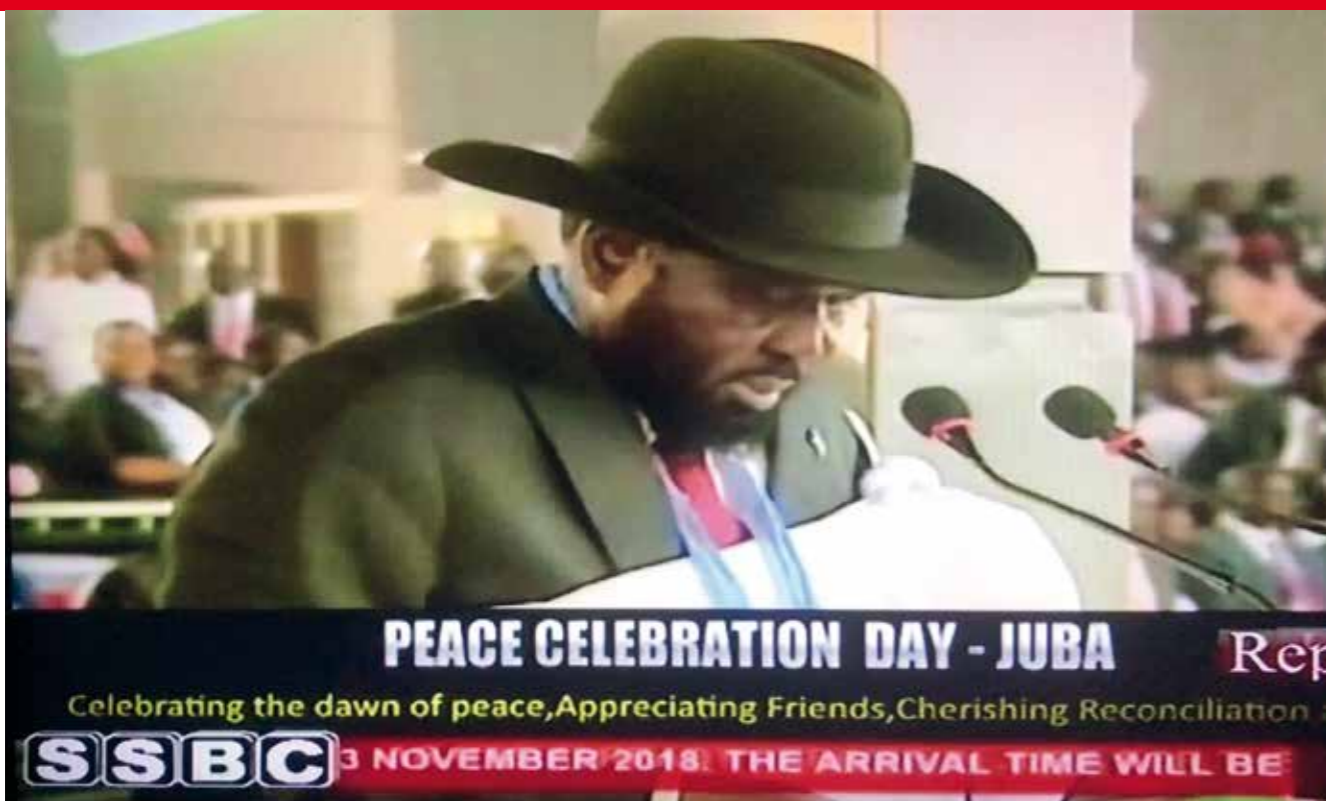 PEACE CELEBRATION DAY - JUBA
Rep
Celebrating the dawn of peace,Appreciating Friends,Cherishing Reconciliation
SSBC
3 NOVEMBER 2018. THE ARRIVAL TIME WILL BE